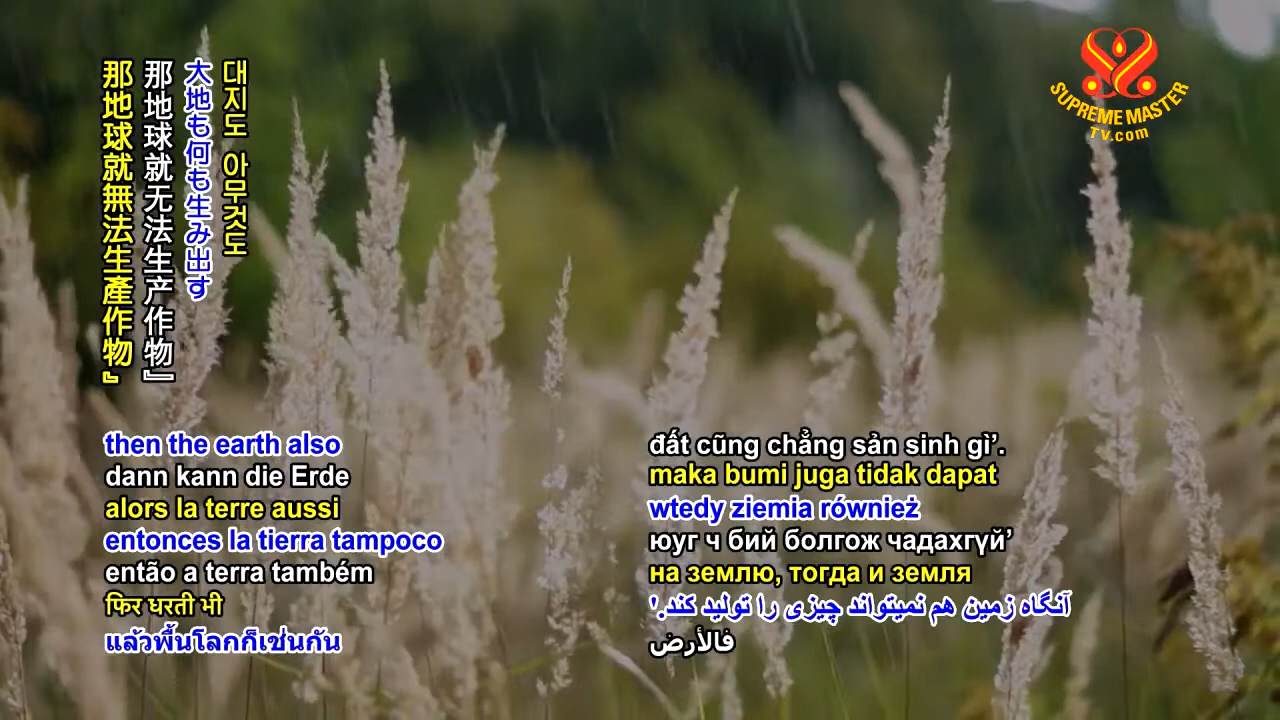 대지도 아무것도
大地も何も生み出す
那地球就无法生产作物』
那地球就無法生產作物』
SUPREME MASTER
TV.com
then the earth also
dann kann die Erde
alors la terre aussi
entonces la tierra tampoco
então a terra também
फिर धरती भी
แล้วพื้นโลกก็เช่นกัน
đất cũng chẳng sản sinh gì’.
maka bumi juga tidak dapat
wtedy ziemia również
юуг ч бий болгож чадахгүй’
на землю, тогда и земля
آنگاه زمین هم نمیتواند چیزی را تولید کند.'
فالأرض